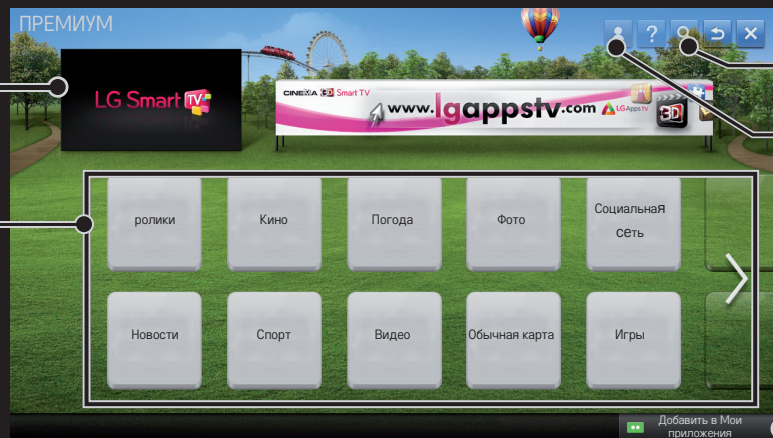 ПРЕМИУМ
?
LG Smart TV
CINEMA 3D Smart TV
www.lgappstv.com
LG Apps TV
3D
ролики
Кино
Погода
Фото
Социальная
сеть
Новости
Спорт
Видео
Обычная карта
Игры
Добавить в Мои
приложения